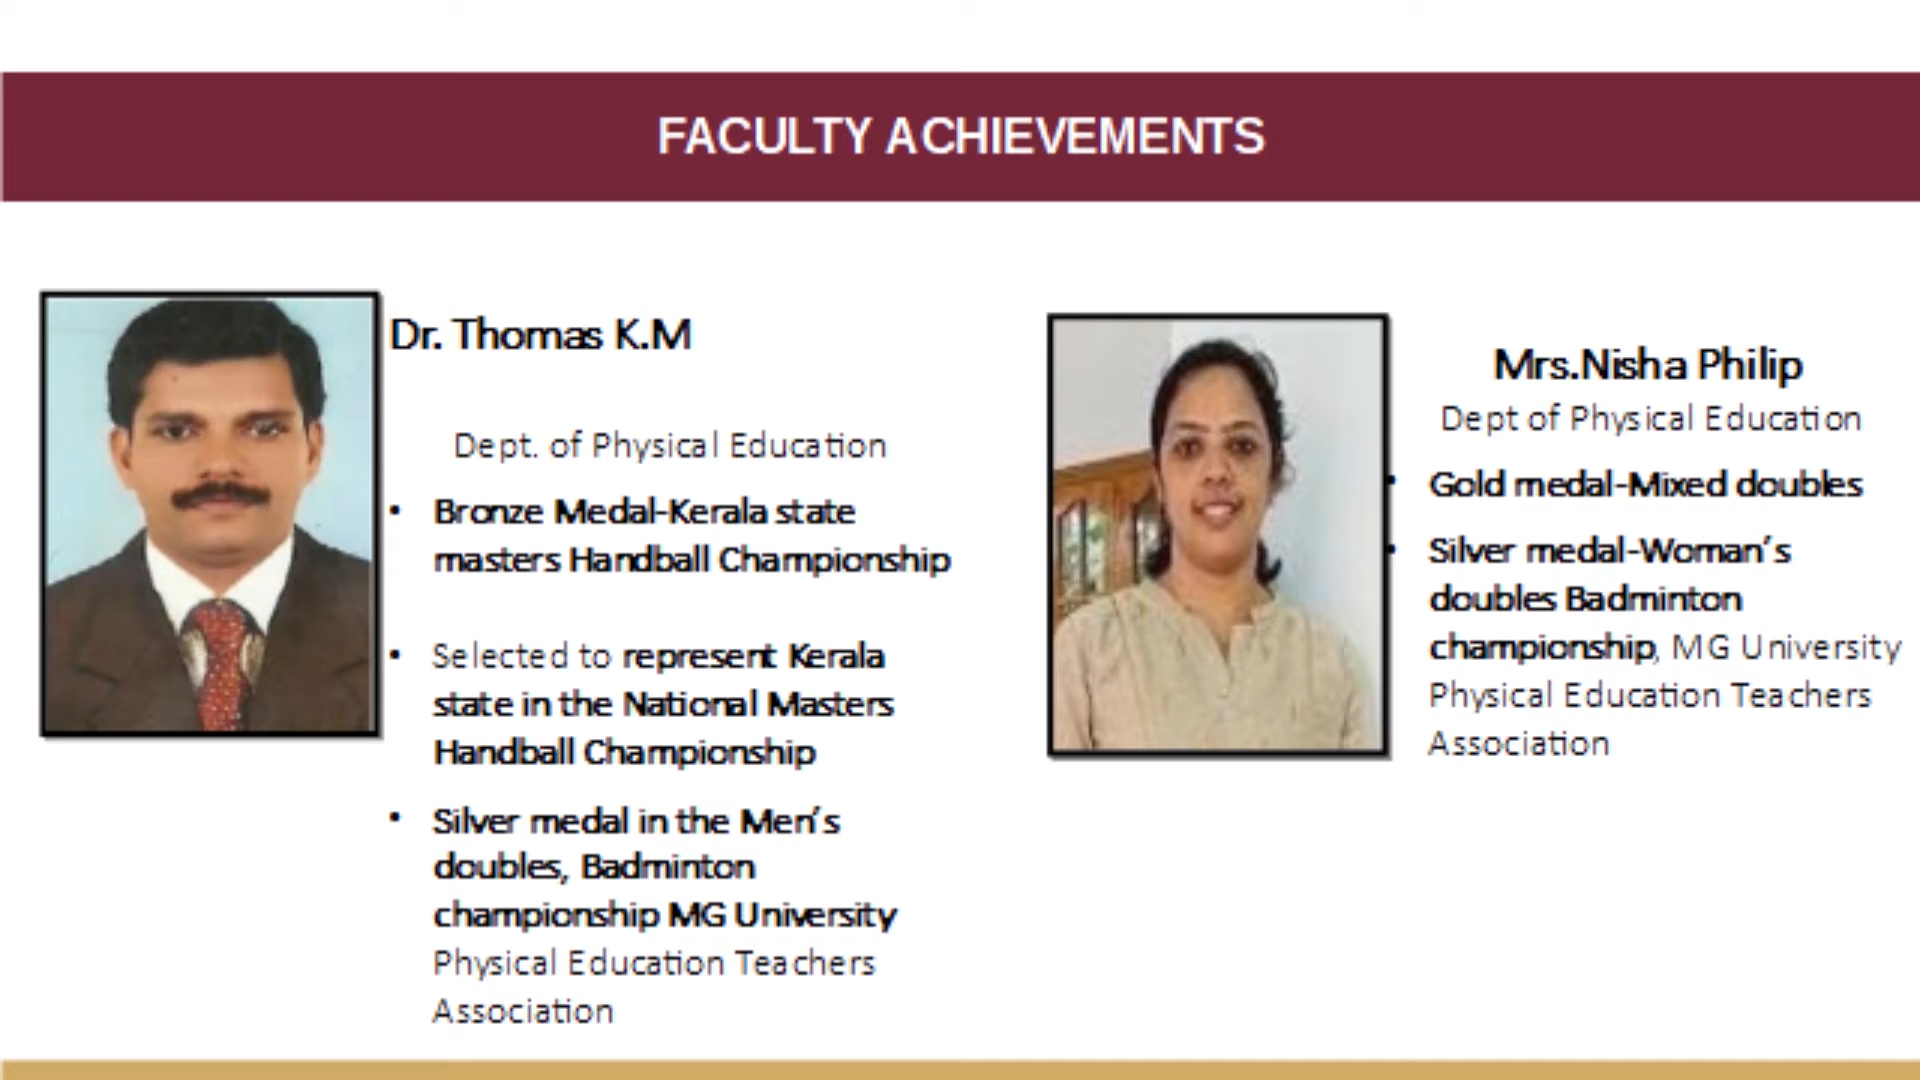 FACULTY ACHIEVEMENTS
Dr. Thomas K.M
Dept. of Physical Education
• Bronze Medal-Kerala state
masters Handball Championship
• Selected to represent Kerala
state in the National Masters
Handball Championship
• Silver medal in the Men's
doubles, Badminton
championship MG University
Physical Education Teachers
Association
Mrs.Nisha Philip
Dept of Physical Education
• Gold medal-Mixed doubles
• Silver medal-Woman's
doubles Badminton
championship, MG University
Physical Education Teachers
Association